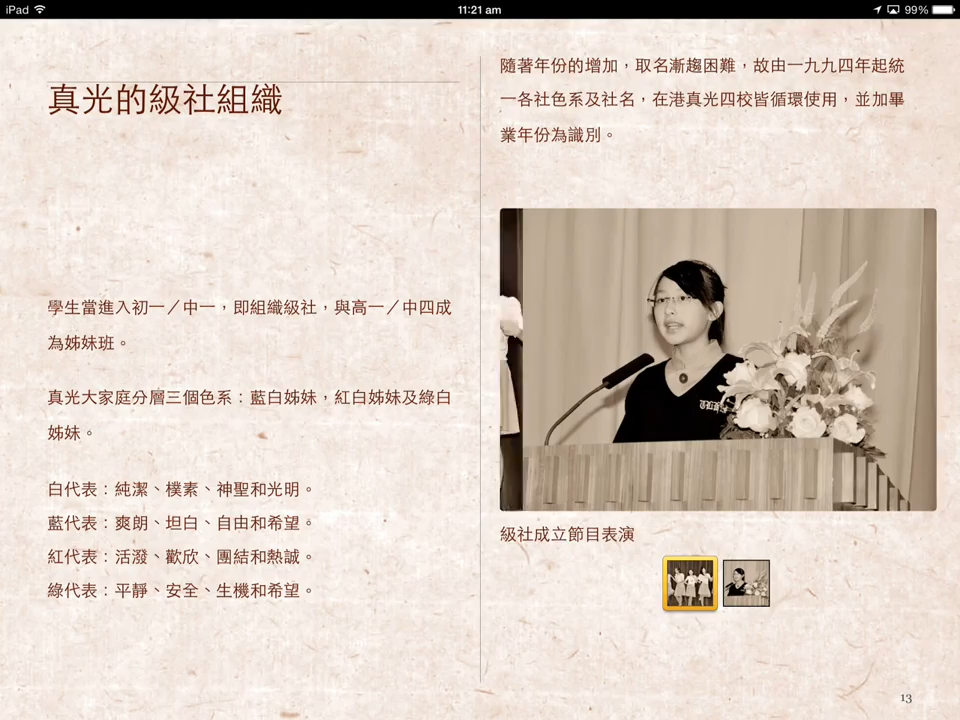 iPad
11:21 am
99%
真光的級社組織
學生當進入初一／中一，即組織級社，與高一／中四成
為姊妹班。
真光大家庭分層三個色系：藍白姊妹，紅白姊妹及綠白
姊妹。
白代表：純潔、樸素、神聖和光明。
藍代表：爽朗、坦白、自由和希望。
紅代表：活潑、歡欣、團結和熱誠。
綠代表：平靜、安全、生機和希望。
隨著年份的增加，取名漸趨困難，故由一九九四年起統
一各社色系及社名，在港真光四校皆循環使用，並加畢
業年份為識別。
級社成立節目表演
13